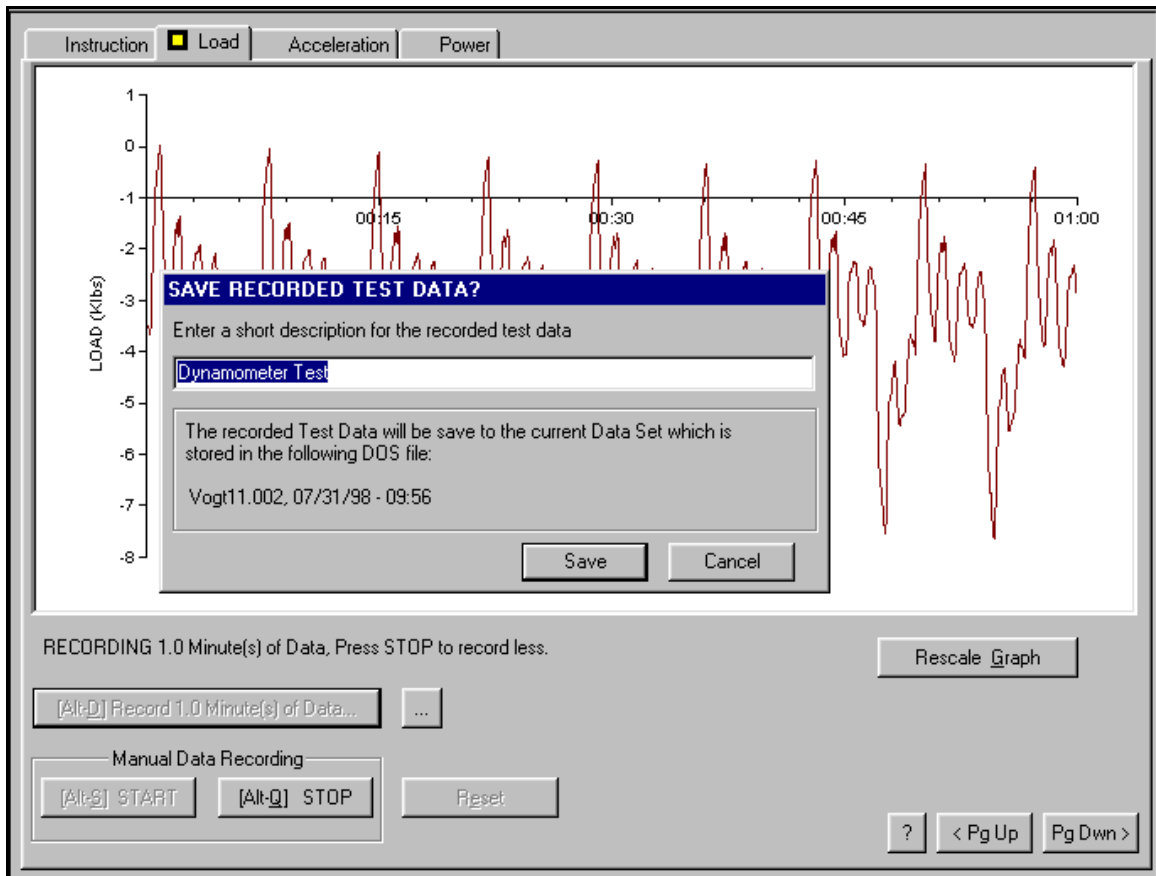 Instruction Load Acceleration Power
1
0
-1
00:15 00:30 00:45 01:00
-2
-3
-4
-5
-6
-7
-8
LOAD (Klbs)
SAVE RECORDED TEST DATA?
Enter a short description for the recorded test data
Dynamometer Test
The recorded Test Data will be save to the current Data Set which is
stored in the following DOS file:
Vogt11.002, 07/31/98 - 09:56
Save Cancel
RECORDING 1.0 Minute(s) of Data, Press STOP to record less.
Rescale Graph
[Alt-D] Record 1.0 Minute(s) of Data... ...
Manual Data Recording
[Alt-S] START [Alt-Q] STOP Reset
? < Pg Up Pg Dwn >